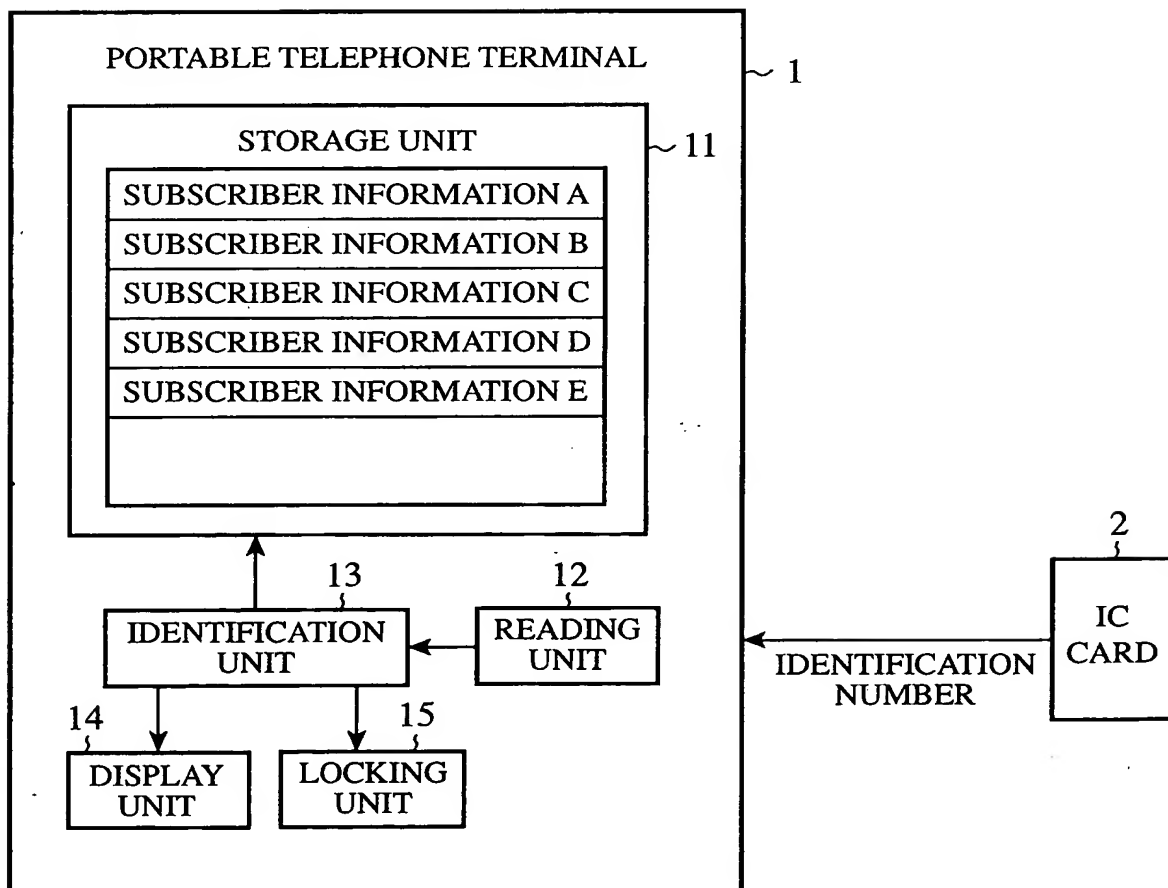 PORTABLE TELEPHONE TERMINAL
1
STORAGE UNIT
11
SUBSCRIBER INFORMATION A
SUBSCRIBER INFORMATION B
SUBSCRIBER INFORMATION C
SUBSCRIBER INFORMATION D
SUBSCRIBER INFORMATION E
13
IDENTIFICATION
UNIT
12
READING
UNIT
14
DISPLAY
UNIT
15
LOCKING
UNIT
IDENTIFICATION
NUMBER
2
IC
CARD